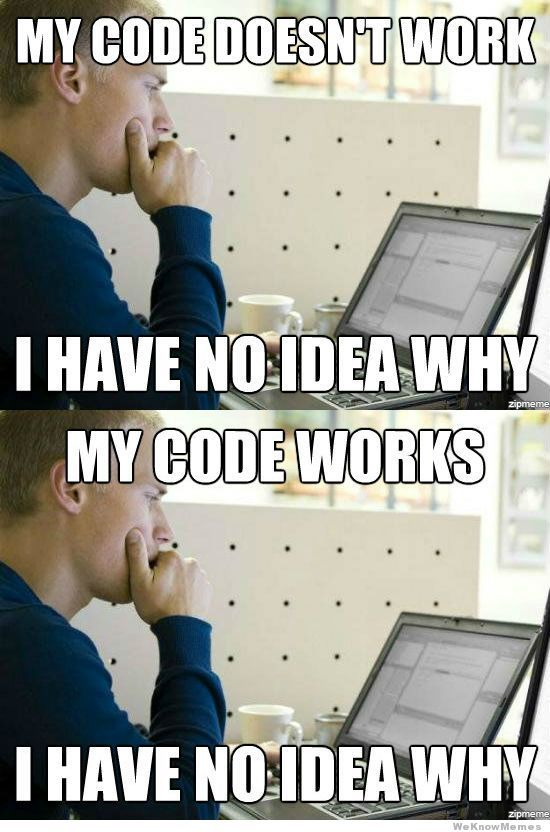 MY CODE DOESN'T WORK
I HAVE NO IDEA WHY
zipmeme
MY CODE WORKS
I HAVE NO IDEA WHY
zipmeme
WeKnowMemes